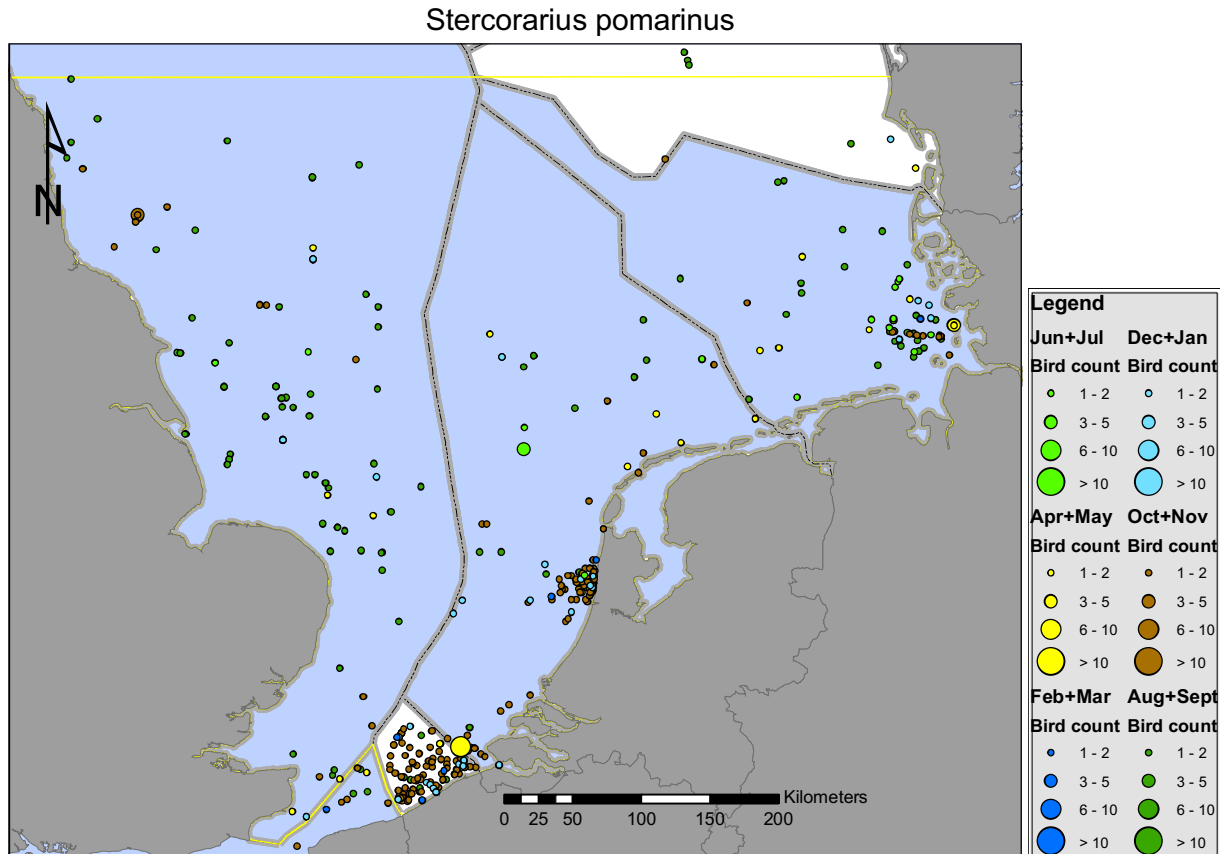 Stercorarius pomarinus
N
Kilometers
0 25 50 100 150 200
Legend
Jun+Jul Dec+Jan
Bird count Bird count
1 - 2 1 - 2
3 - 5 3 - 5
6 - 10 6 - 10
> 10 > 10
Apr+May Oct+Nov
Bird count Bird count
1 - 2 1 - 2
3 - 5 3 - 5
6 - 10 6 - 10
> 10 > 10
Feb+Mar Aug+Sept
Bird count Bird count
1 - 2 1 - 2
3 - 5 3 - 5
6 - 10 6 - 10
> 10 > 10